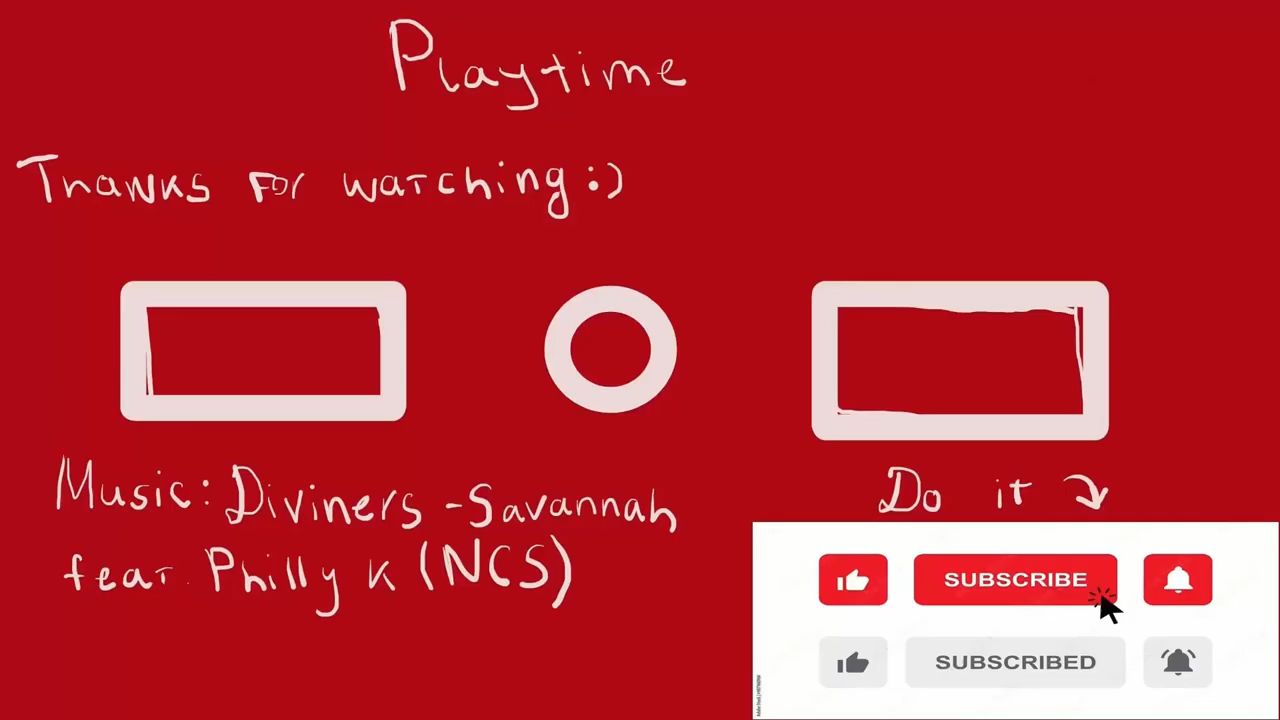 Playtime
Thanks for watching :)
Music: Diviners - Savannah
feat. Philly K (NCS)
Do it
SUBSCRIBE
SUBSCRIBED